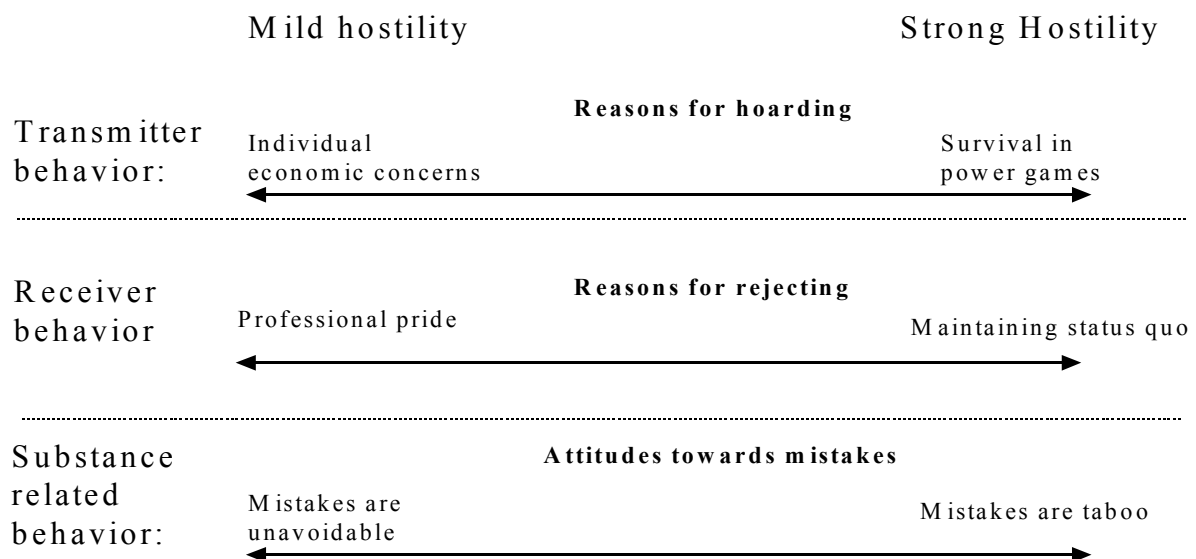 Mild hostility Strong Hostility
Reasons for hoarding
Transmitter
behavior:
Individual
economic concerns
Survival in
power games
Reasons for rejecting
Receiver
behavior
Professional pride
Maintaining status quo
Attitudes towards mistakes
Substance
related
behavior:
Mistakes are
unavoidable
Mistakes are taboo